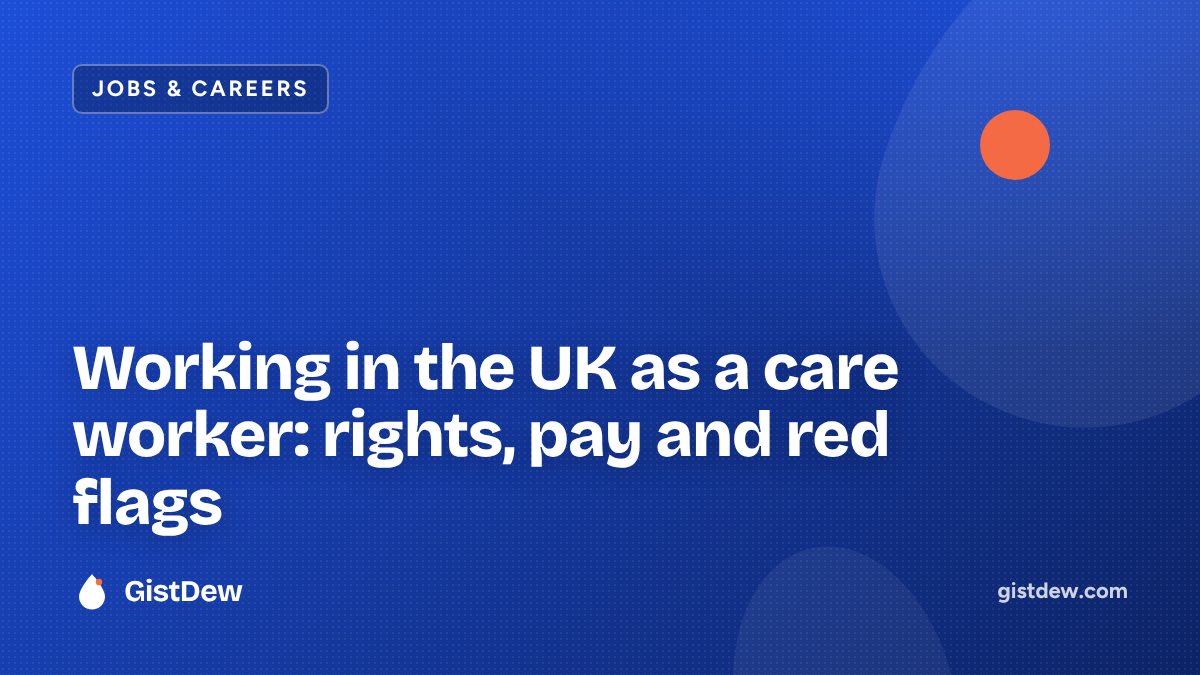 JOBS & CAREERS
Working in the UK as a care
worker: rights, pay and red
flags
GistDew
gistdew.com